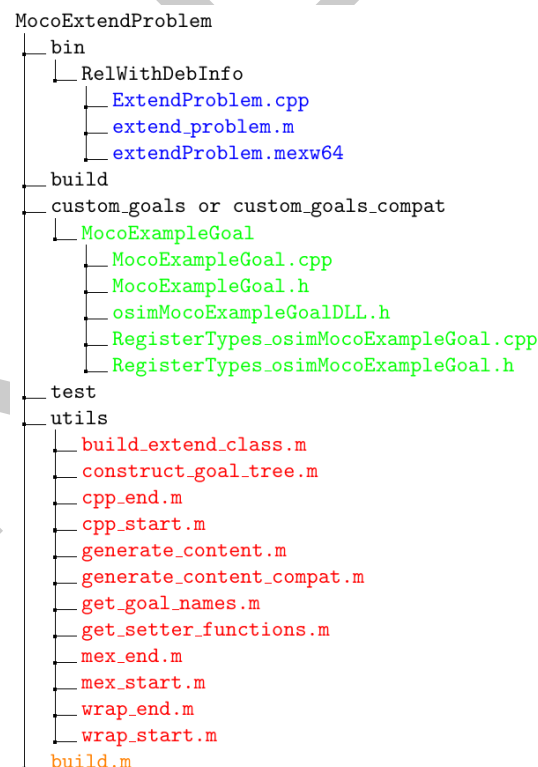 MocoExtendProblem
bin
RelWithDebInfo
ExtendProblem.cpp
extend_problem.m
extendProblem.mexw64
build
custom_goals or custom_goals_compat
MocoExampleGoal
MocoExampleGoal.cpp
MocoExampleGoal.h
osimMocoExampleGoalDLL.h
RegisterTypes_osimMocoExampleGoal.cpp
RegisterTypes_osimMocoExampleGoal.h
test
utils
build_extend_class.m
construct_goal_tree.m
cpp_end.m
cpp_start.m
generate_content.m
generate_content_compat.m
get_goal_names.m
get_setter_functions.m
mex_end.m
mex_start.m
wrap_end.m
wrap_start.m
build.m